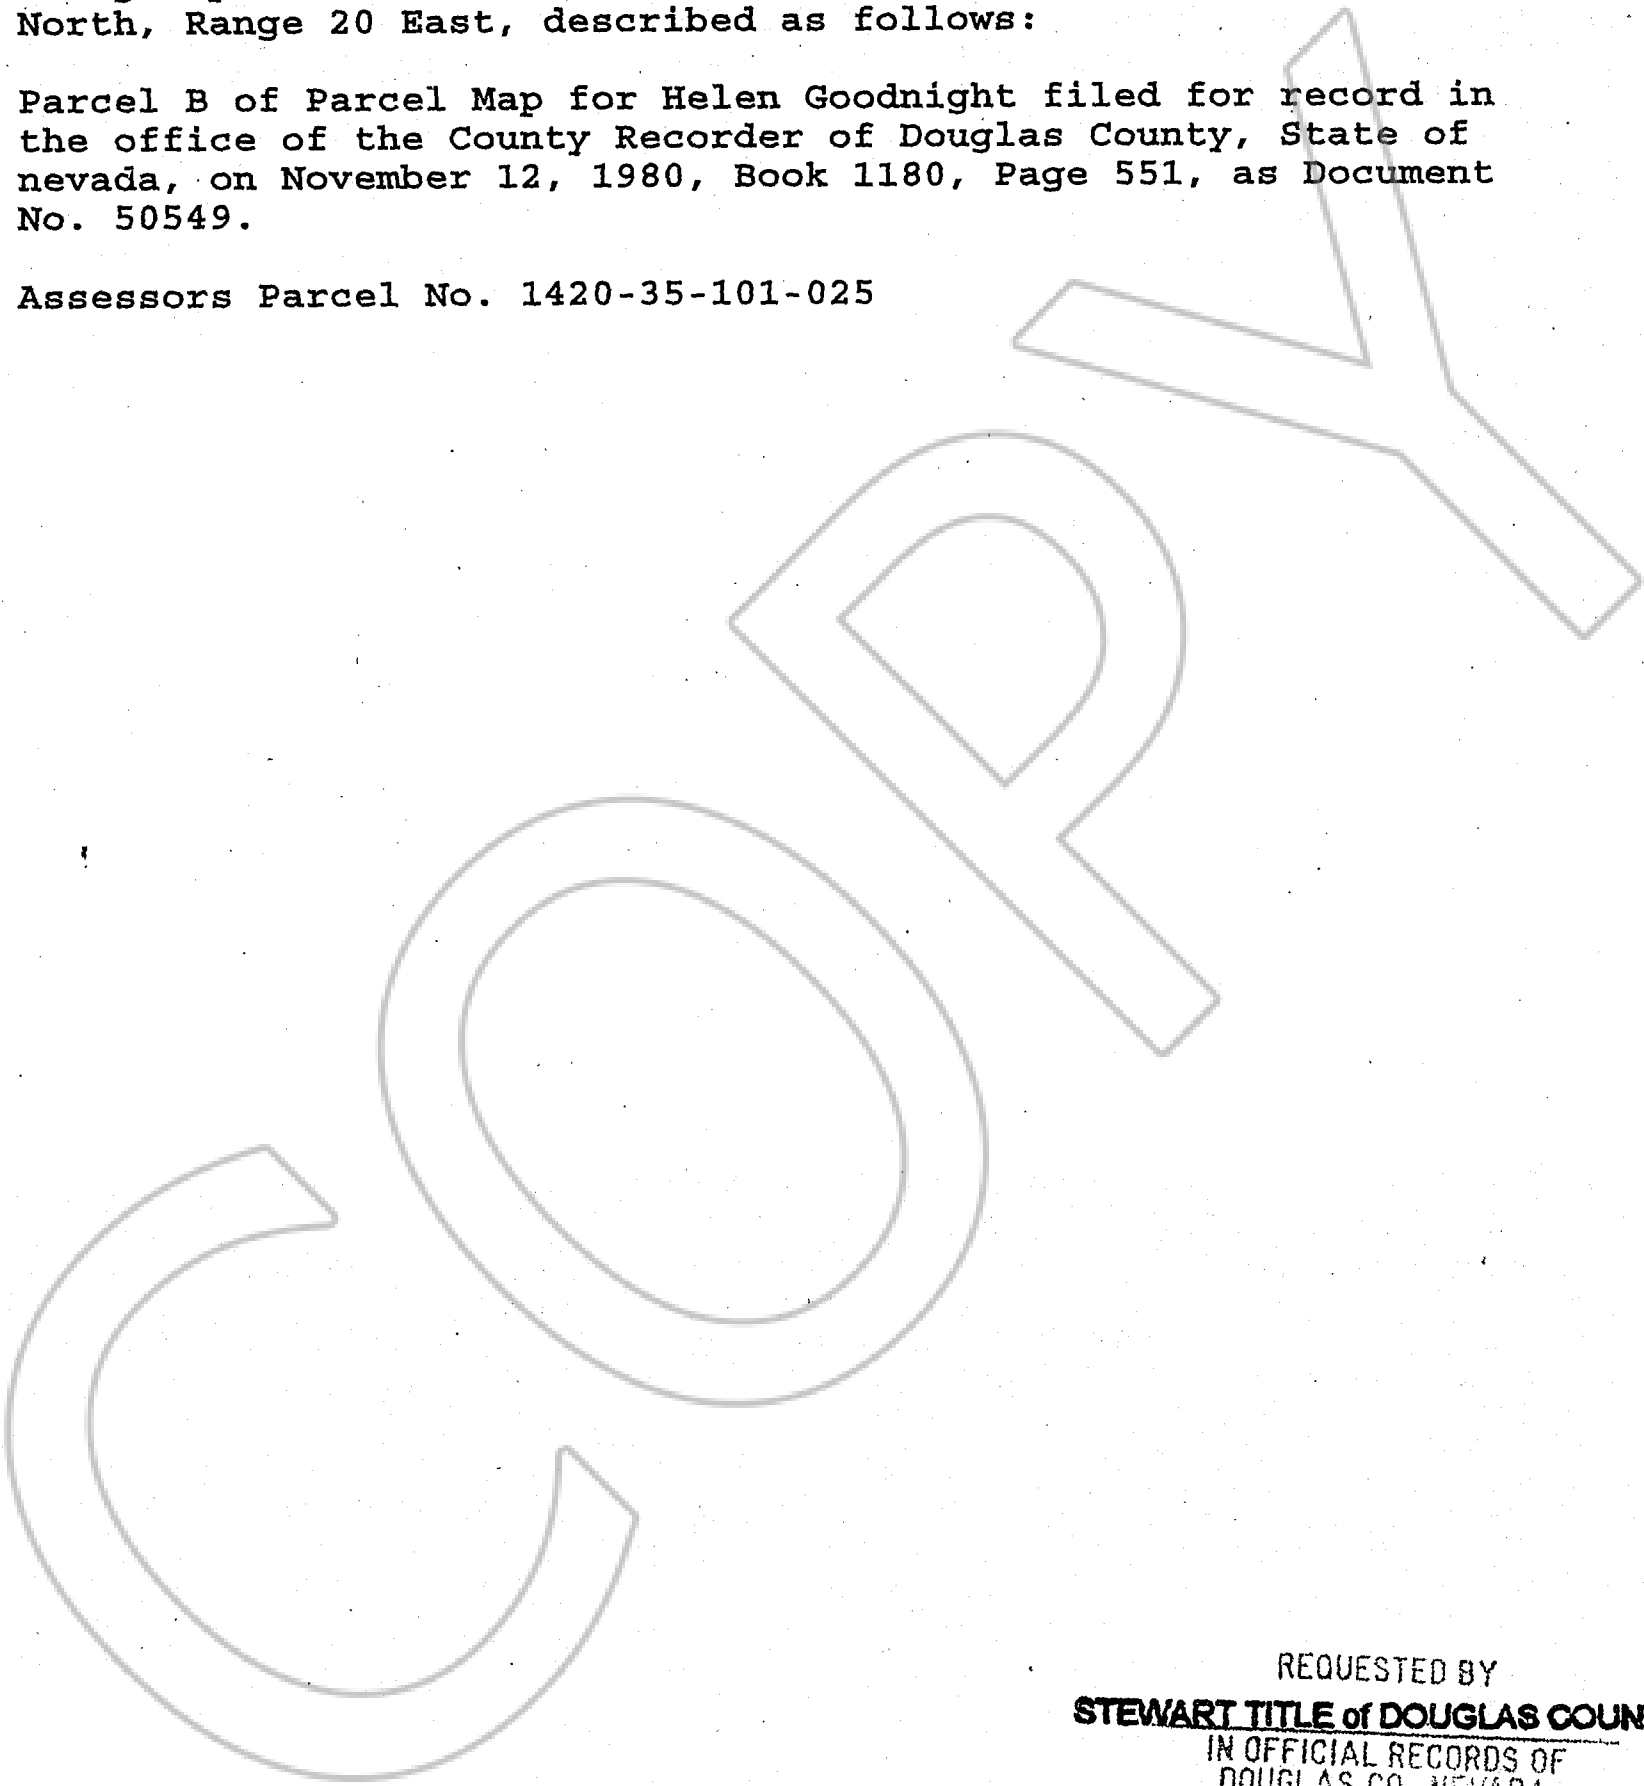 North, Range 20 East, described as follows:
Parcel B of Parcel Map for Helen Goodnight filed for record in
the office of the County Recorder of Douglas County, State of
nevada, on November 12, 1980, Book 1180, Page 551, as Document
No. 50549.
Assessors Parcel No. 1420-35-101-025
COPY
REQUESTED BY
STEWART TITLE of DOUGLAS COUN
IN OFFICIAL RECORDS OF
DOUGLAS CO., NEVADA